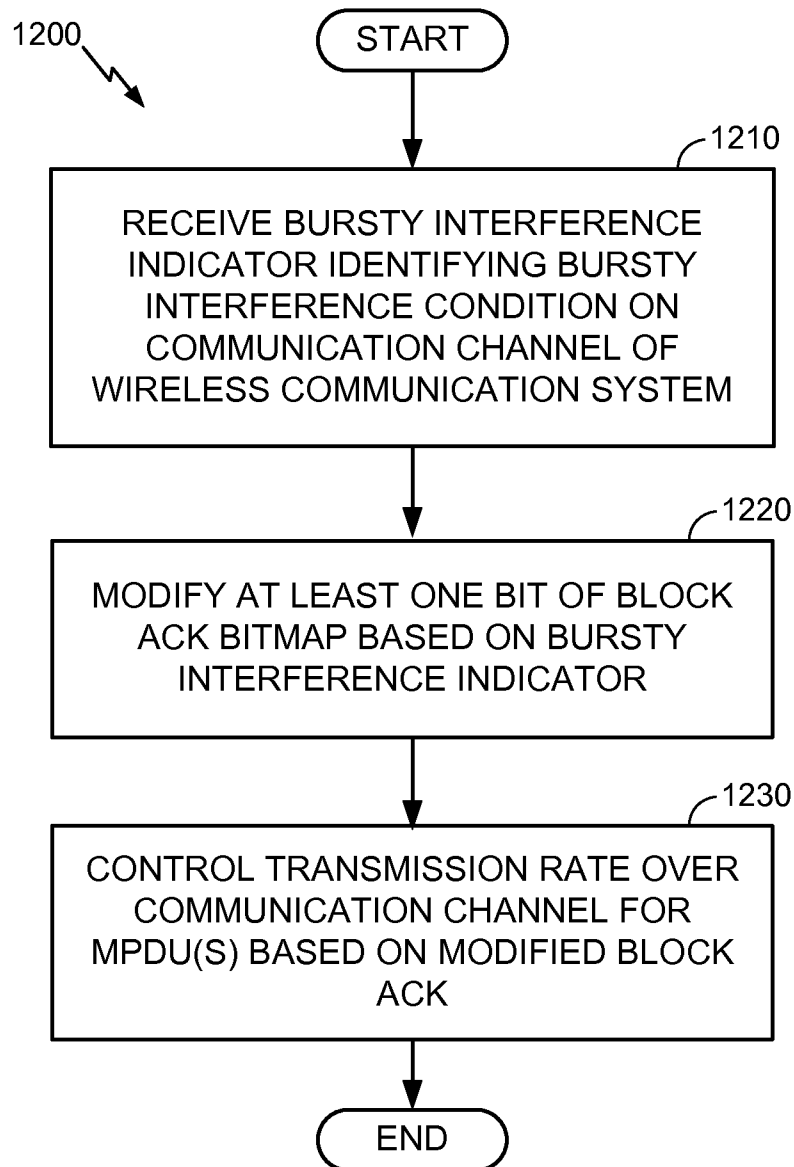 1200
START
1210
RECEIVE BURSTY INTERFERENCE
INDICATOR IDENTIFYING BURSTY
INTERFERENCE CONDITION ON
COMMUNICATION CHANNEL OF
WIRELESS COMMUNICATION SYSTEM
1220
MODIFY AT LEAST ONE BIT OF BLOCK
ACK BITMAP BASED ON BURSTY
INTERFERENCE INDICATOR
1230
CONTROL TRANSMISSION RATE OVER
COMMUNICATION CHANNEL FOR
MPDU(S) BASED ON MODIFIED BLOCK
ACK
END